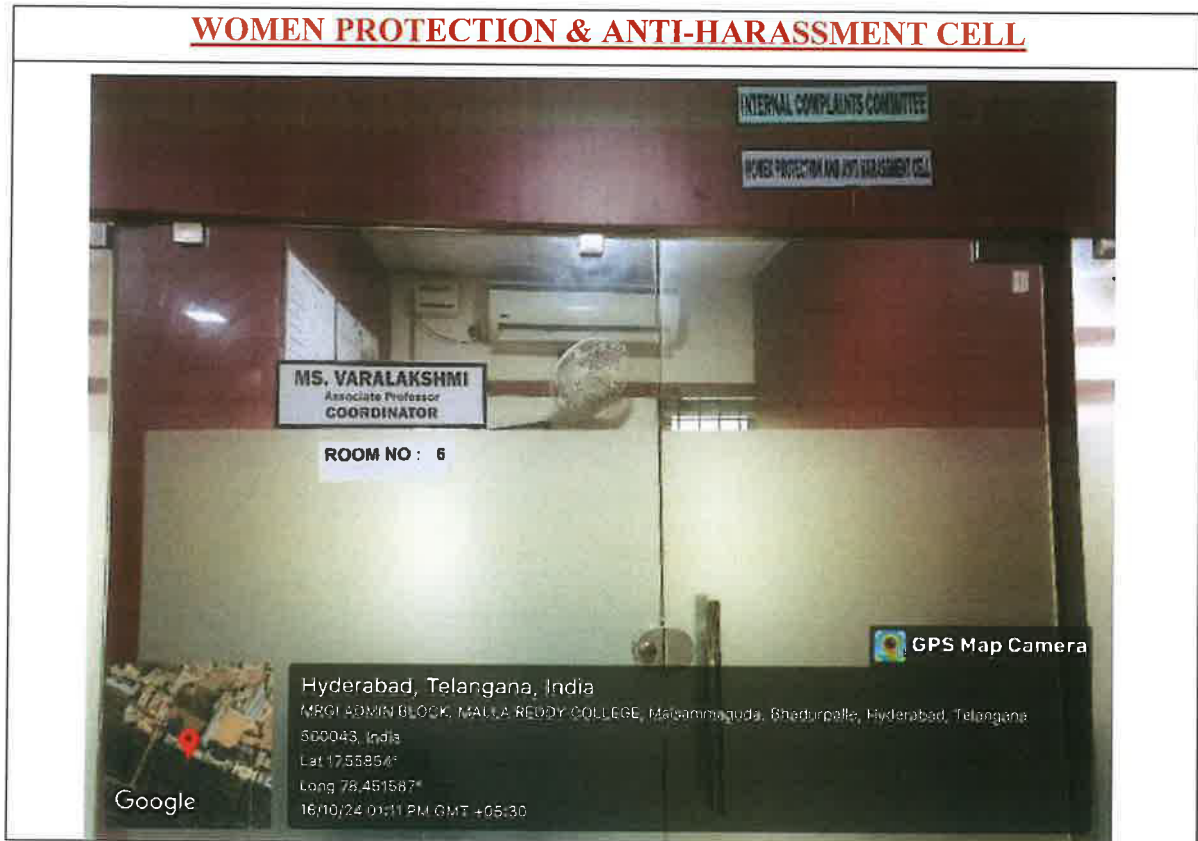 WOMEN PROTECTION & ANTI-HARASSMENT CELL
INTERNAL COMPLAINTS COMMITTEE
WOMEN PROTECTION AND ANTI HARASSMENT CELL
MS. VARALAKSHMI
Associate Professor
COORDINATOR
ROOM NO : 6
GPS Map Camera
Hyderabad, Telangana, India
MRGI ADMIN BLOCK, MALLA REDDY COLLEGE, Maisammaguda, Bhadurpalle, Hyderabad, Telangana
500043, India
Lat 17.55854°
Long 78.451587°
16/10/24 01:11 PM GMT +05:30
Google